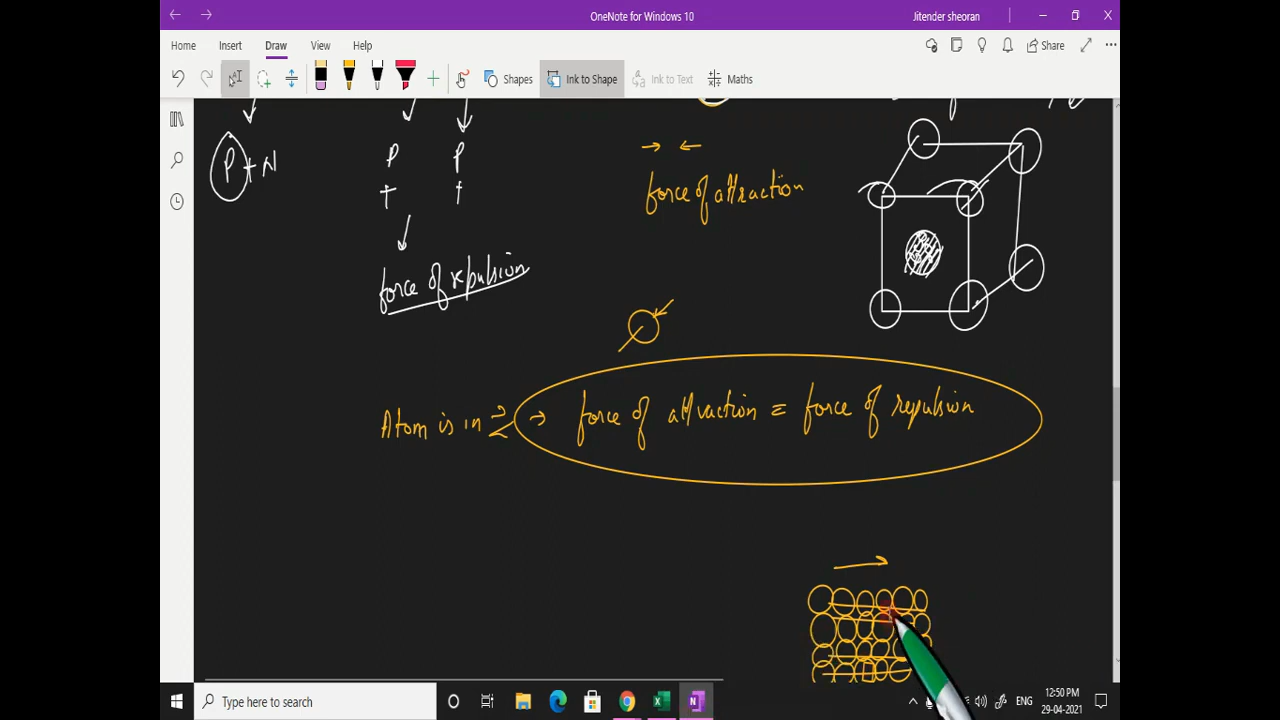 OneNote for Windows 10
Jitender sheoran
Home Insert Draw View Help
Share
Shapes
Ink to Shape
Ink to Text
Maths
P + N
P P
+ +
force of repulsion
force of attraction
Atom is in
force of attraction = force of repulsion
Type here to search
ENG
12:50 PM
29-04-2021